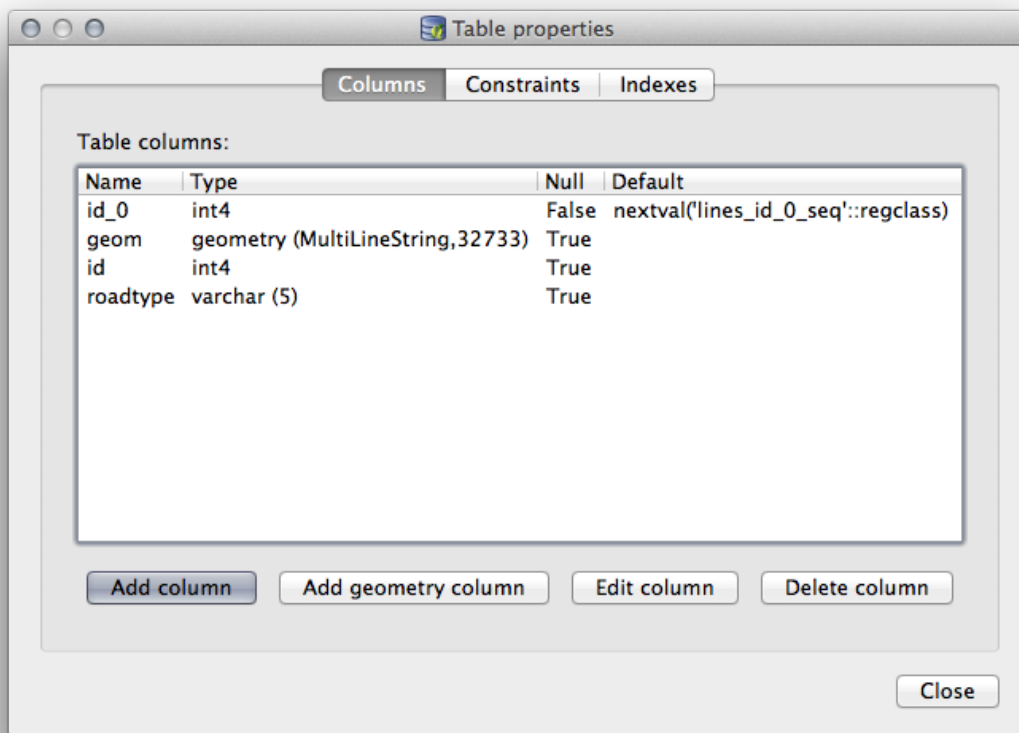 Table properties
Columns Constraints Indexes
Table columns:
Name Type Null Default
id_0 int4 False nextval('lines_id_0_seq'::regclass)
geom geometry (MultiLineString,32733) True
id int4 True
roadtype varchar (5) True
Add column Add geometry column Edit column Delete column
Close